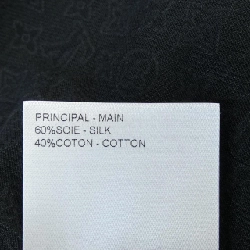 PRINCIPAL - MAIN
60%SOIE - SILK
40%COTON - COTTON